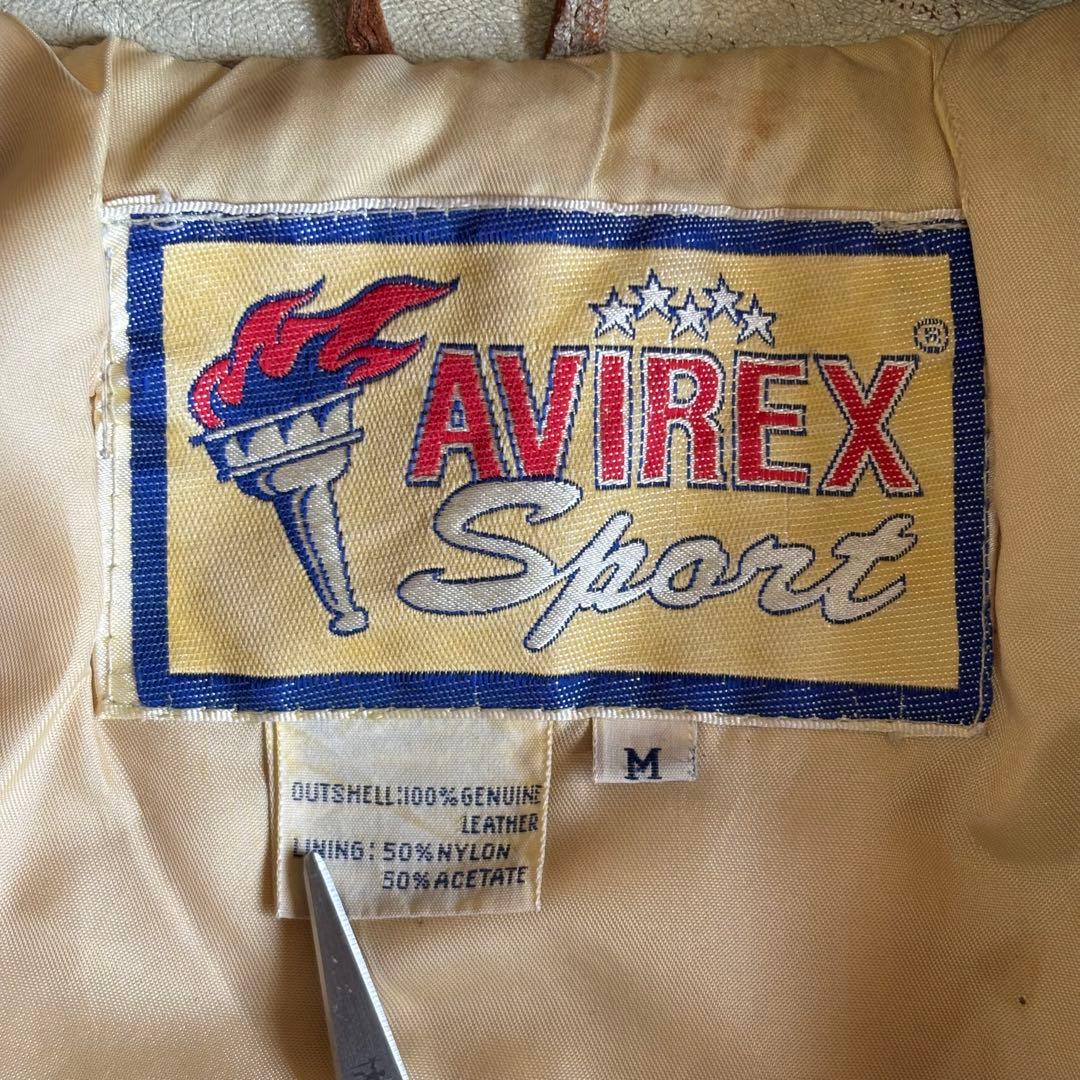 AVIREX®
Sport
M
OUTSHELL:100%GENUINE
LEATHER
LINING: 50%NYLON
50%ACETATE